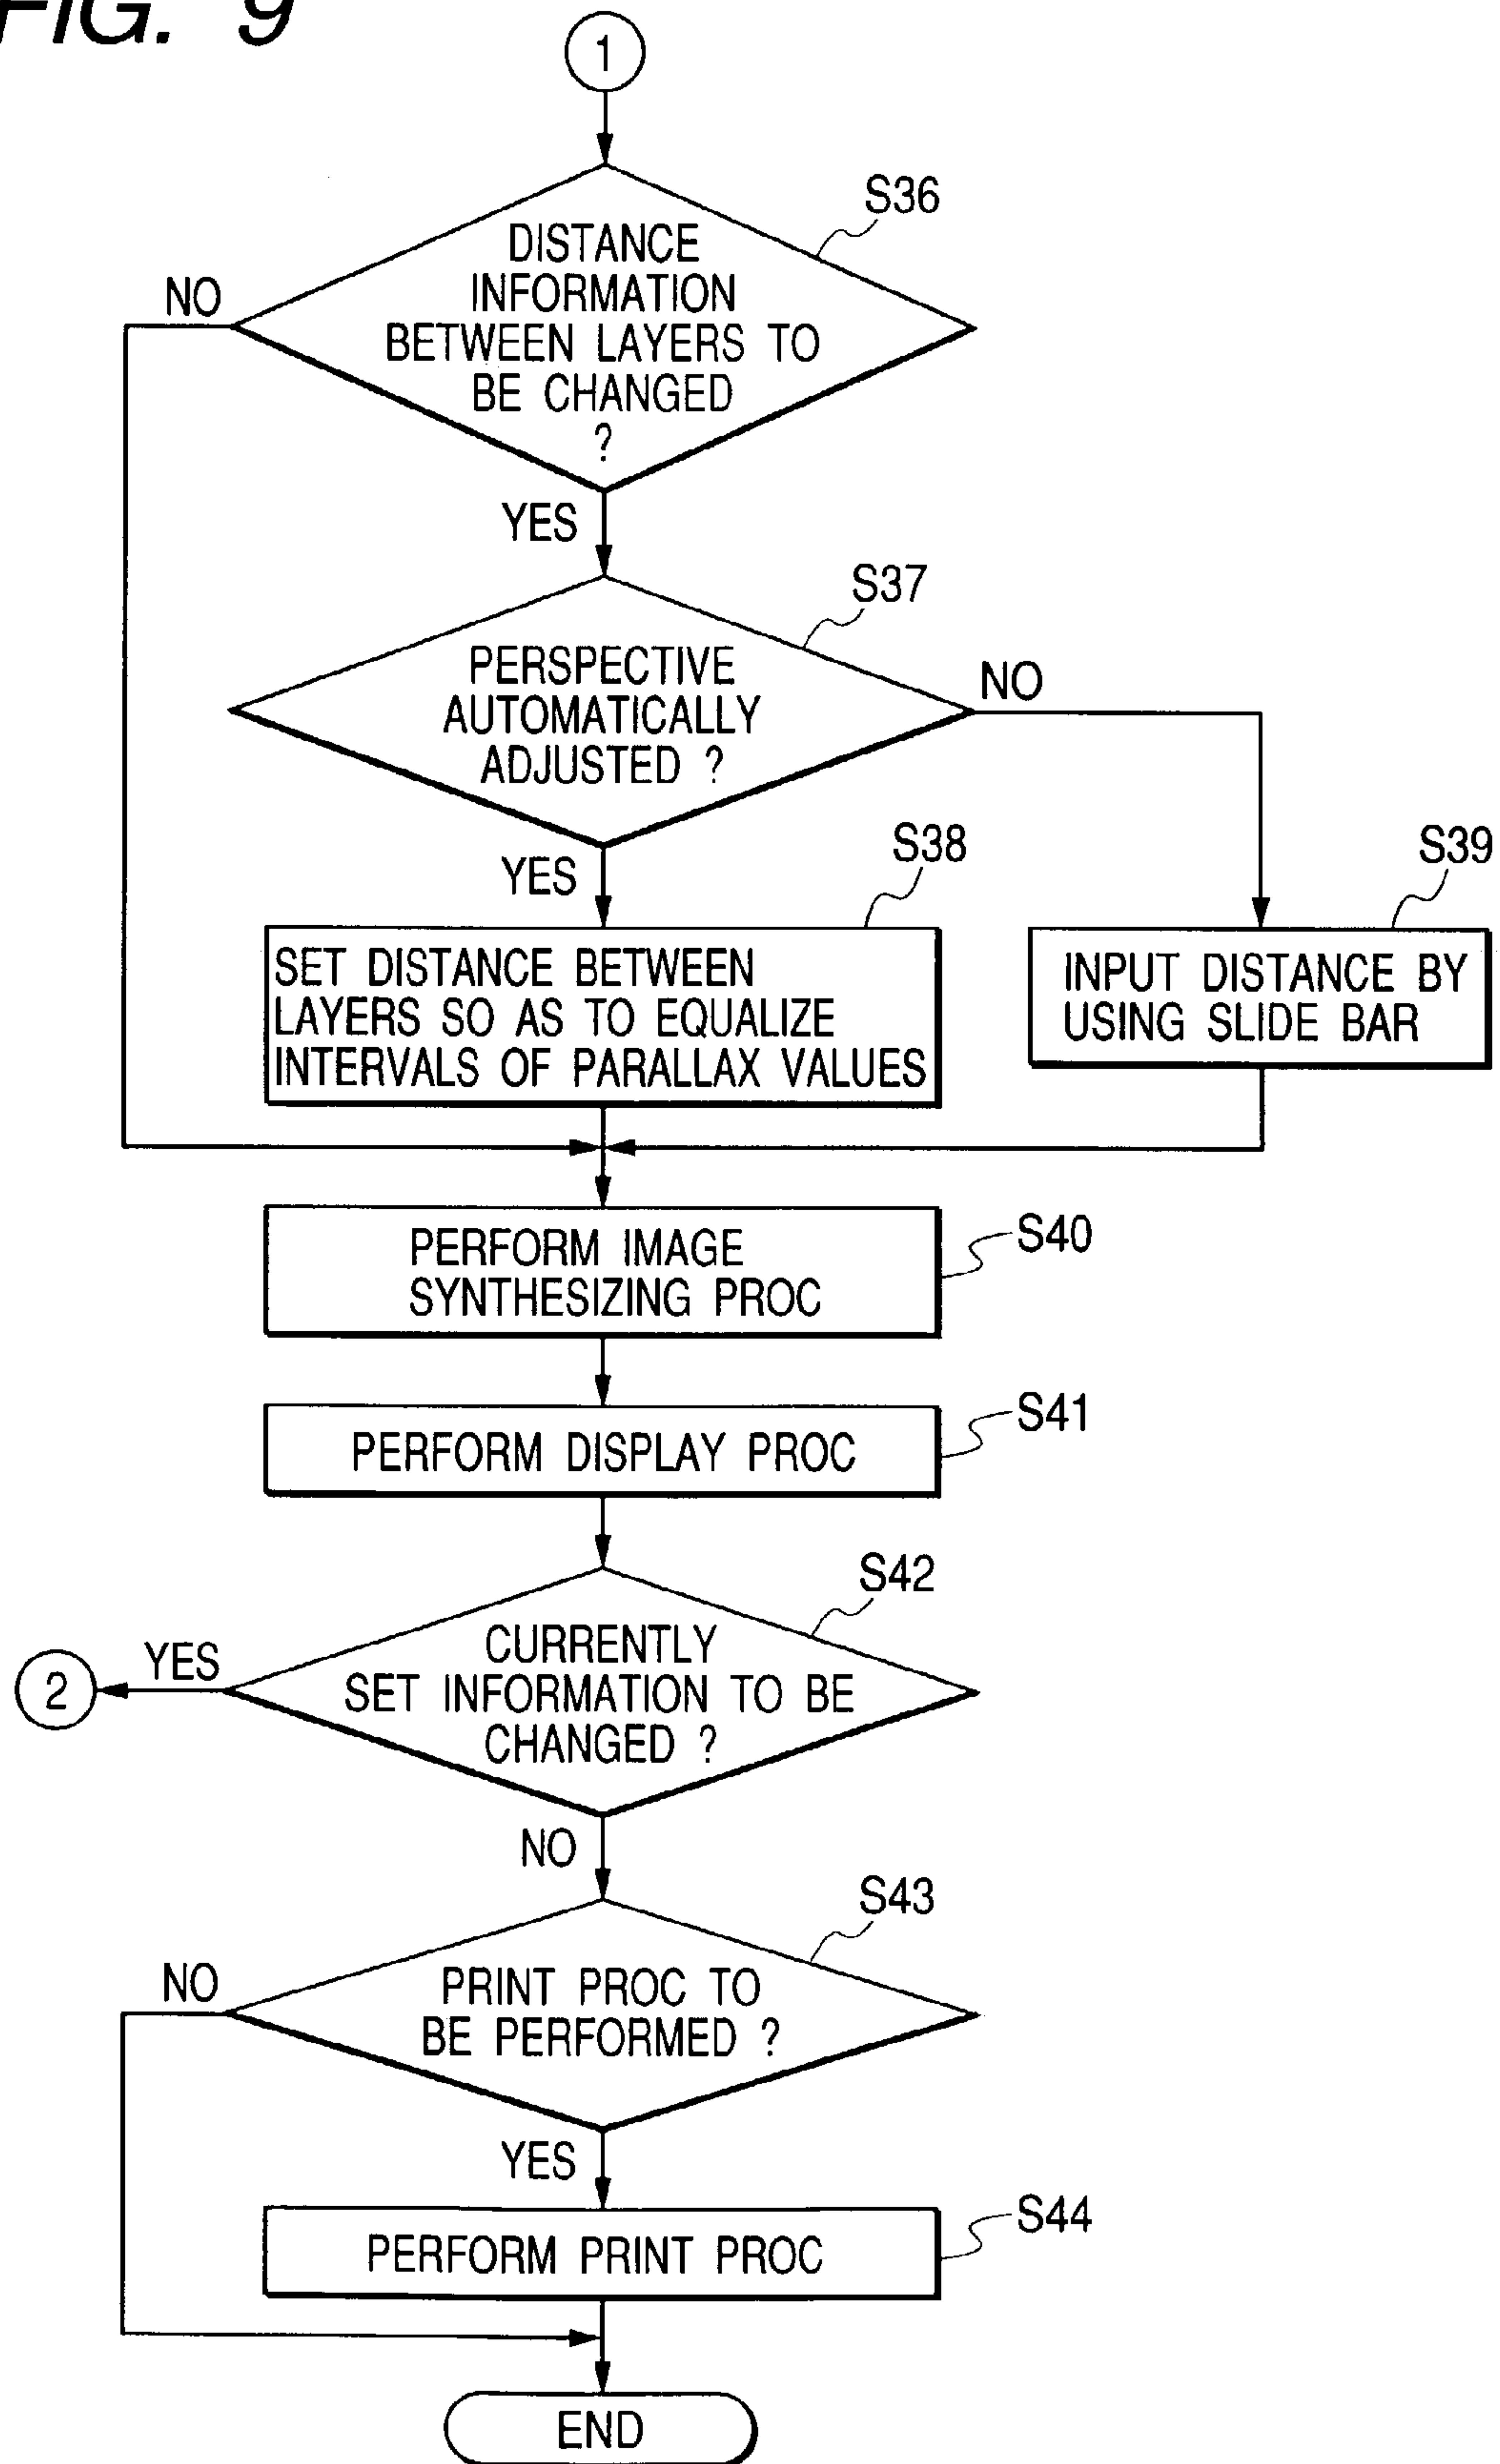 FIG. 9
1
S36
DISTANCE
INFORMATION
BETWEEN LAYERS TO
BE CHANGED
?
NO
YES
S37
PERSPECTIVE
AUTOMATICALLY
ADJUSTED ?
NO
YES
S38
SET DISTANCE BETWEEN
LAYERS SO AS TO EQUALIZE
INTERVALS OF PARALLAX VALUES
S39
INPUT DISTANCE BY
USING SLIDE BAR
PERFORM IMAGE
SYNTHESIZING PROC
S40
PERFORM DISPLAY PROC
S41
S42
CURRENTLY
SET INFORMATION TO BE
CHANGED ?
YES
2
NO
S43
PRINT PROC TO
BE PERFORMED ?
NO
YES
PERFORM PRINT PROC
S44
END